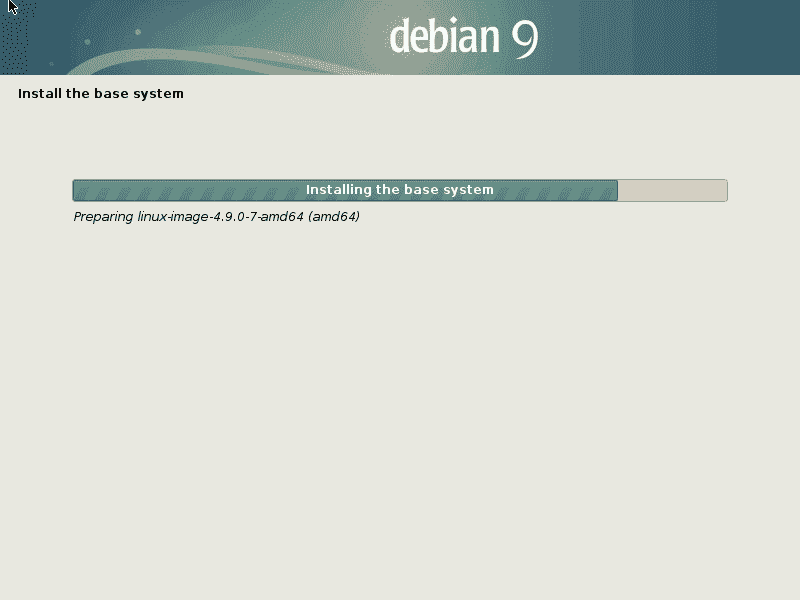 debian 9
Install the base system
Installing the base system
Preparing linux-image-4.9.0-7-amd64 (amd64)